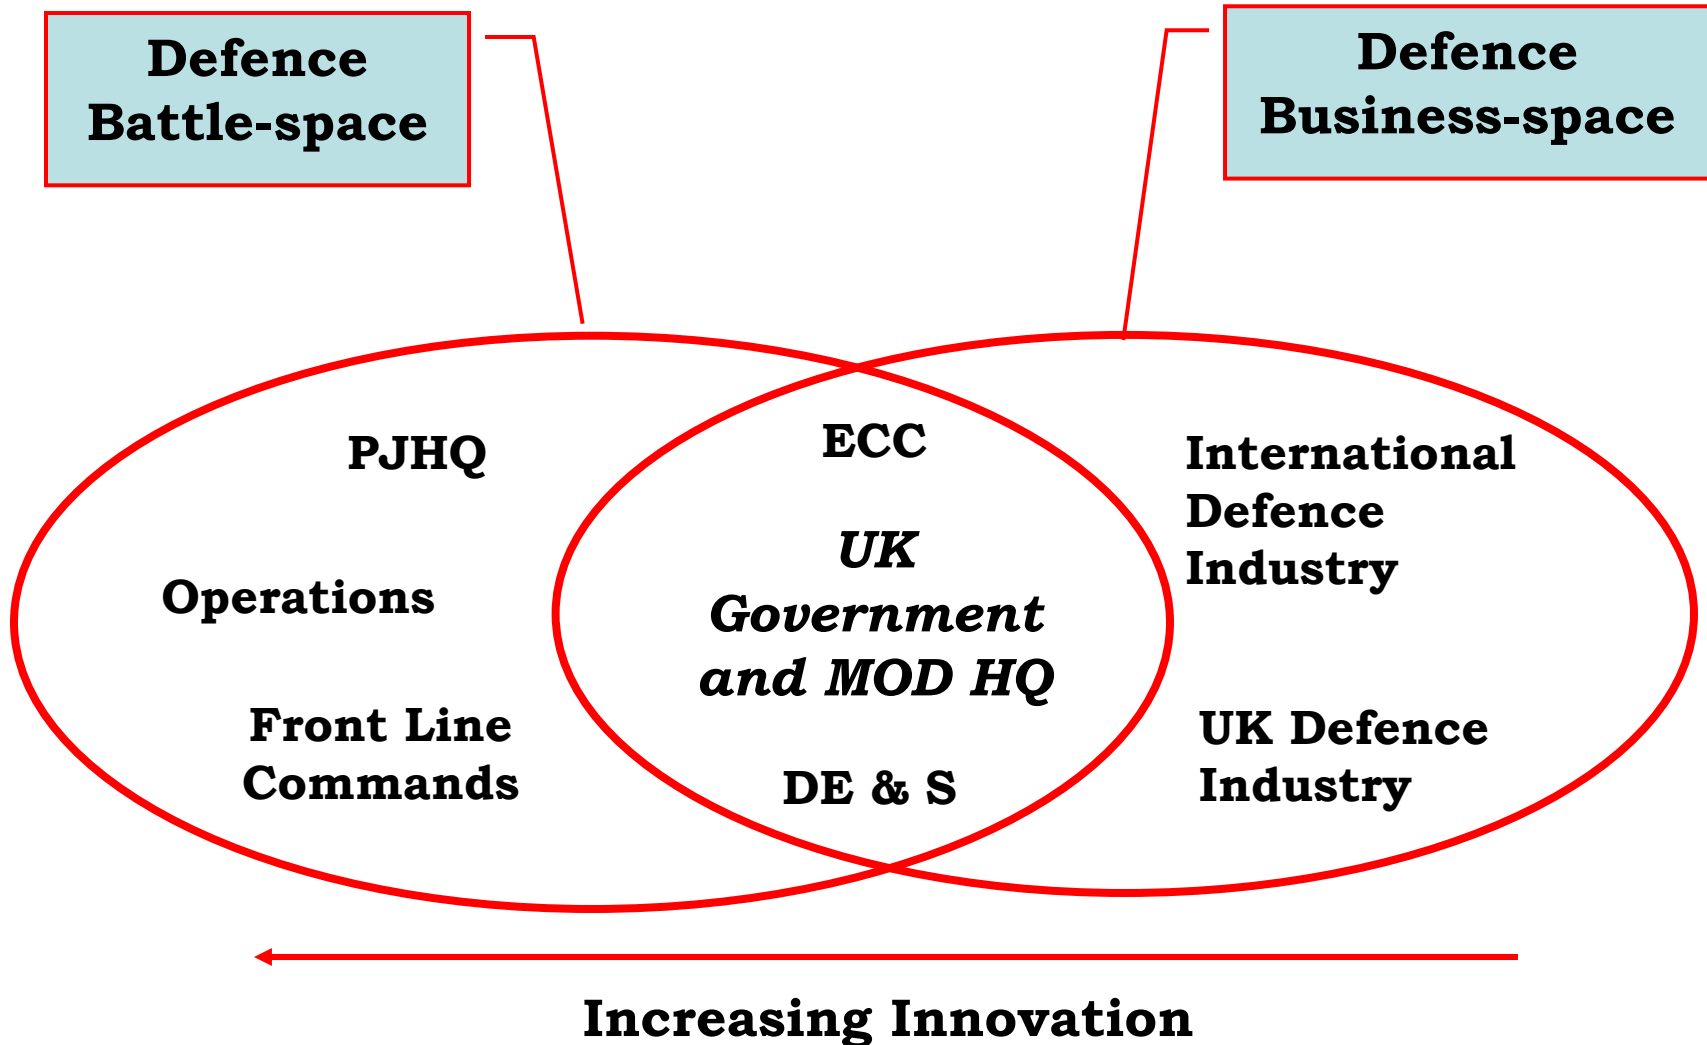 Defence
Battle-space
Defence
Business-space
PJHQ
Operations
Front Line
Commands
ECC
UK
Government
and MOD HQ
DE & S
International
Defence
Industry
UK Defence
Industry
Increasing Innovation